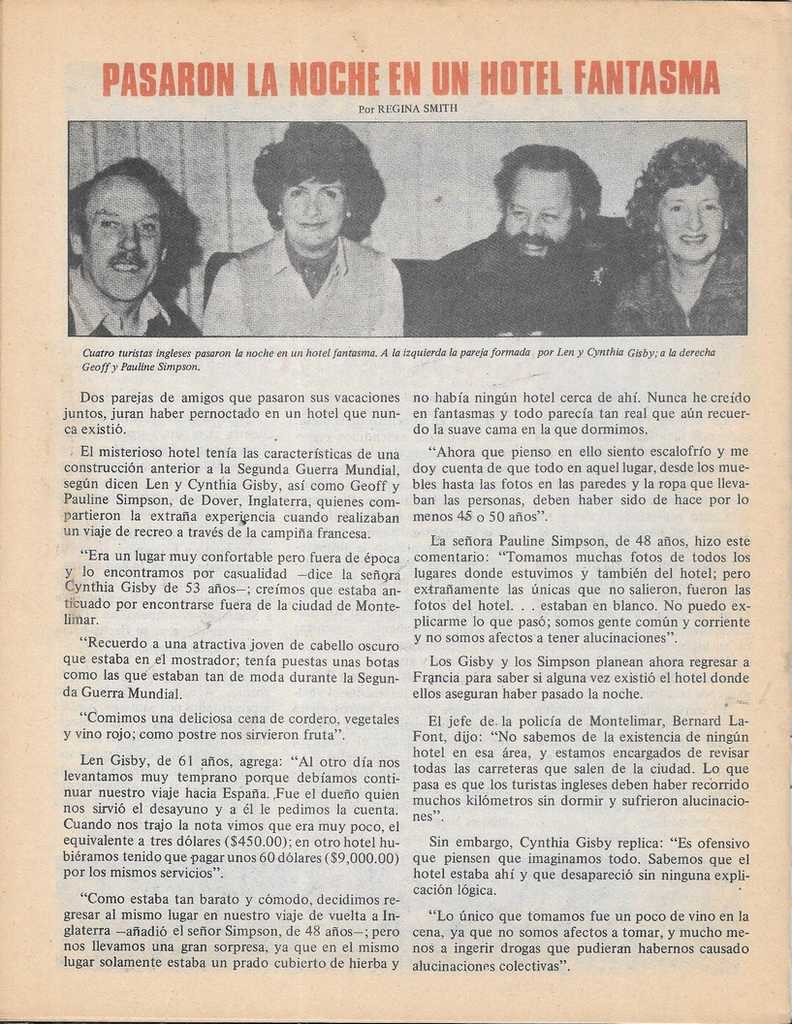 PASARON LA NOCHE EN UN HOTEL FANTASMA
Por REGINA SMITH
Cuatro turistas ingleses pasaron la noche en un hotel fantasma. A la izquierda la pareja formada por Len y Cynthia Gisby; a la derecha
Geoff y Pauline Simpson.
Dos parejas de amigos que pasaron sus vacaciones
juntos, juran haber pernoctado en un hotel que nun-
ca existió.
El misterioso hotel tenía las características de una
construcción anterior a la Segunda Guerra Mundial,
según dicen Len y Cynthia Gisby, así como Geoff y
Pauline Simpson, de Dover, Inglaterra, quienes com-
partieron la extraña experiencia cuando realizaban
un viaje de recreo a través de la campiña francesa.
“Era un lugar muy confortable pero fuera de época
y lo encontramos por casualidad —dice la señora
Cynthia Gisby de 53 años—; creímos que estaba an-
ticuado por encontrarse fuera de la ciudad de Monte-
limar.
“Recuerdo a una atractiva joven de cabello oscuro
que estaba en el mostrador; tenía puestas unas botas
como las que estaban tan de moda durante la Segun-
da Guerra Mundial.
“Comimos una deliciosa cena de cordero, vegetales
y vino rojo; como postre nos sirvieron fruta”.
Len Gisby, de 61 años, agrega: “Al otro día nos
levantamos muy temprano porque debíamos conti-
nuar nuestro viaje hacia España. Fue el dueño quien
nos sirvió el desayuno y a él le pedimos la cuenta.
Cuando nos trajo la nota vimos que era muy poco, el
equivalente a tres dólares ($450.00); en otro hotel hu-
biéramos tenido que pagar unos 60 dólares ($9,000.00)
por los mismos servicios”.
“Como estaba tan barato y cómodo, decidimos re-
gresar al mismo lugar en nuestro viaje de vuelta a In-
glaterra —añadió el señor Simpson, de 48 años—; pero
nos llevamos una gran sorpresa, ya que en el mismo
lugar solamente estaba un prado cubierto de hierba y
no había ningún hotel cerca de ahí. Nunca he creído
en fantasmas y todo parecía tan real que aún recuer-
do la suave cama en la que dormimos.
“Ahora que pienso en ello siento escalofrío y me
doy cuenta de que todo en aquel lugar, desde los mue-
bles hasta las fotos en las paredes y la ropa que lleva-
ban las personas, deben haber sido de hace por lo
menos 45 o 50 años”.
La señora Pauline Simpson, de 48 años, hizo este
comentario: “Tomamos muchas fotos de todos los
lugares donde estuvimos y también del hotel; pero
extrañamente las únicas que no salieron, fueron las
fotos del hotel. . . estaban en blanco. No puedo ex-
plicarme lo que pasó; somos gente común y corriente
y no somos afectos a tener alucinaciones”.
Los Gisby y los Simpson planean ahora regresar a
Francia para saber si alguna vez existió el hotel donde
ellos aseguran haber pasado la noche.
El jefe de la policía de Montelimar, Bernard La-
Font, dijo: “No sabemos de la existencia de ningún
hotel en esa área, y estamos encargados de revisar
todas las carreteras que salen de la ciudad. Lo que
pasa es que los turistas ingleses deben haber recorrido
muchos kilómetros sin dormir y sufrieron alucinacio-
nes”.
Sin embargo, Cynthia Gisby replica: “Es ofensivo
que piensen que imaginamos todo. Sabemos que el
hotel estaba ahí y que desapareció sin ninguna expli-
cación lógica.
“Lo único que tomamos fue un poco de vino en la
cena, ya que no somos afectos a tomar, y mucho me-
nos a ingerir drogas que pudieran habernos causado
alucinaciones colectivas”.